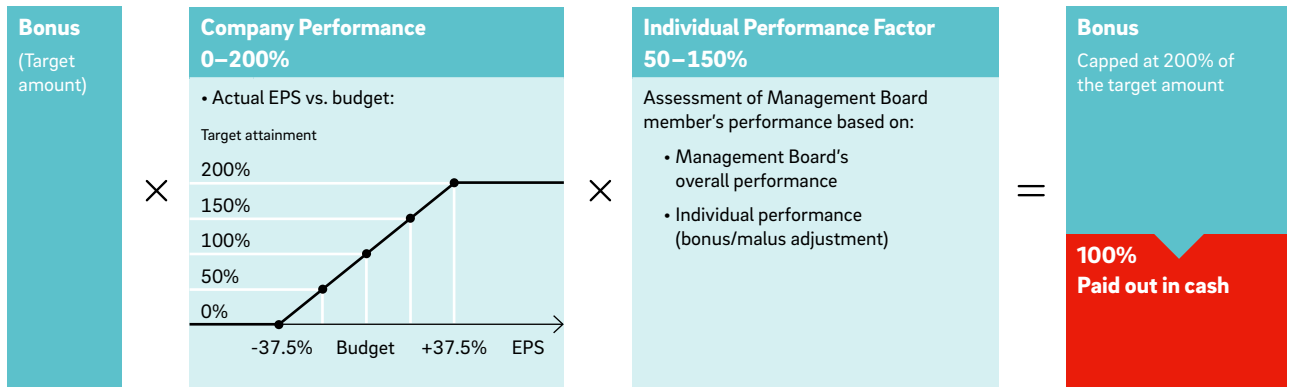 Bonus
(Target
amount)
×
Company Performance
0–200%
• Actual EPS vs. budget:
Target attainment
200%
150%
100%
50%
0%
-37.5%
Budget
+37.5%
EPS
×
Individual Performance Factor
50–150%
Assessment of Management Board
member’s performance based on:
• Management Board’s
overall performance
• Individual performance
(bonus/malus adjustment)
=
Bonus
Capped at 200% of
the target amount
100%
Paid out in cash